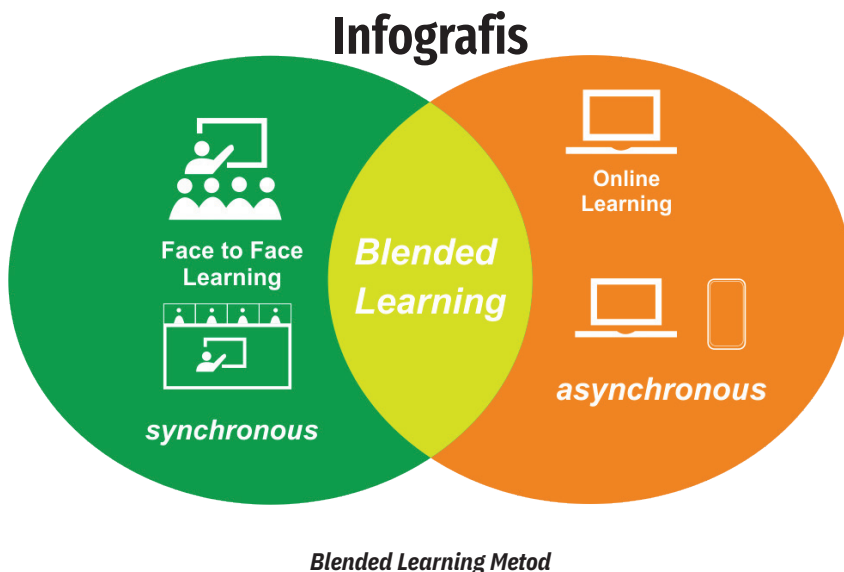 Infografis
Face to Face
Learning
synchronous
Blended
Learning
Online
Learning
asynchronous
Blended Learning Metod